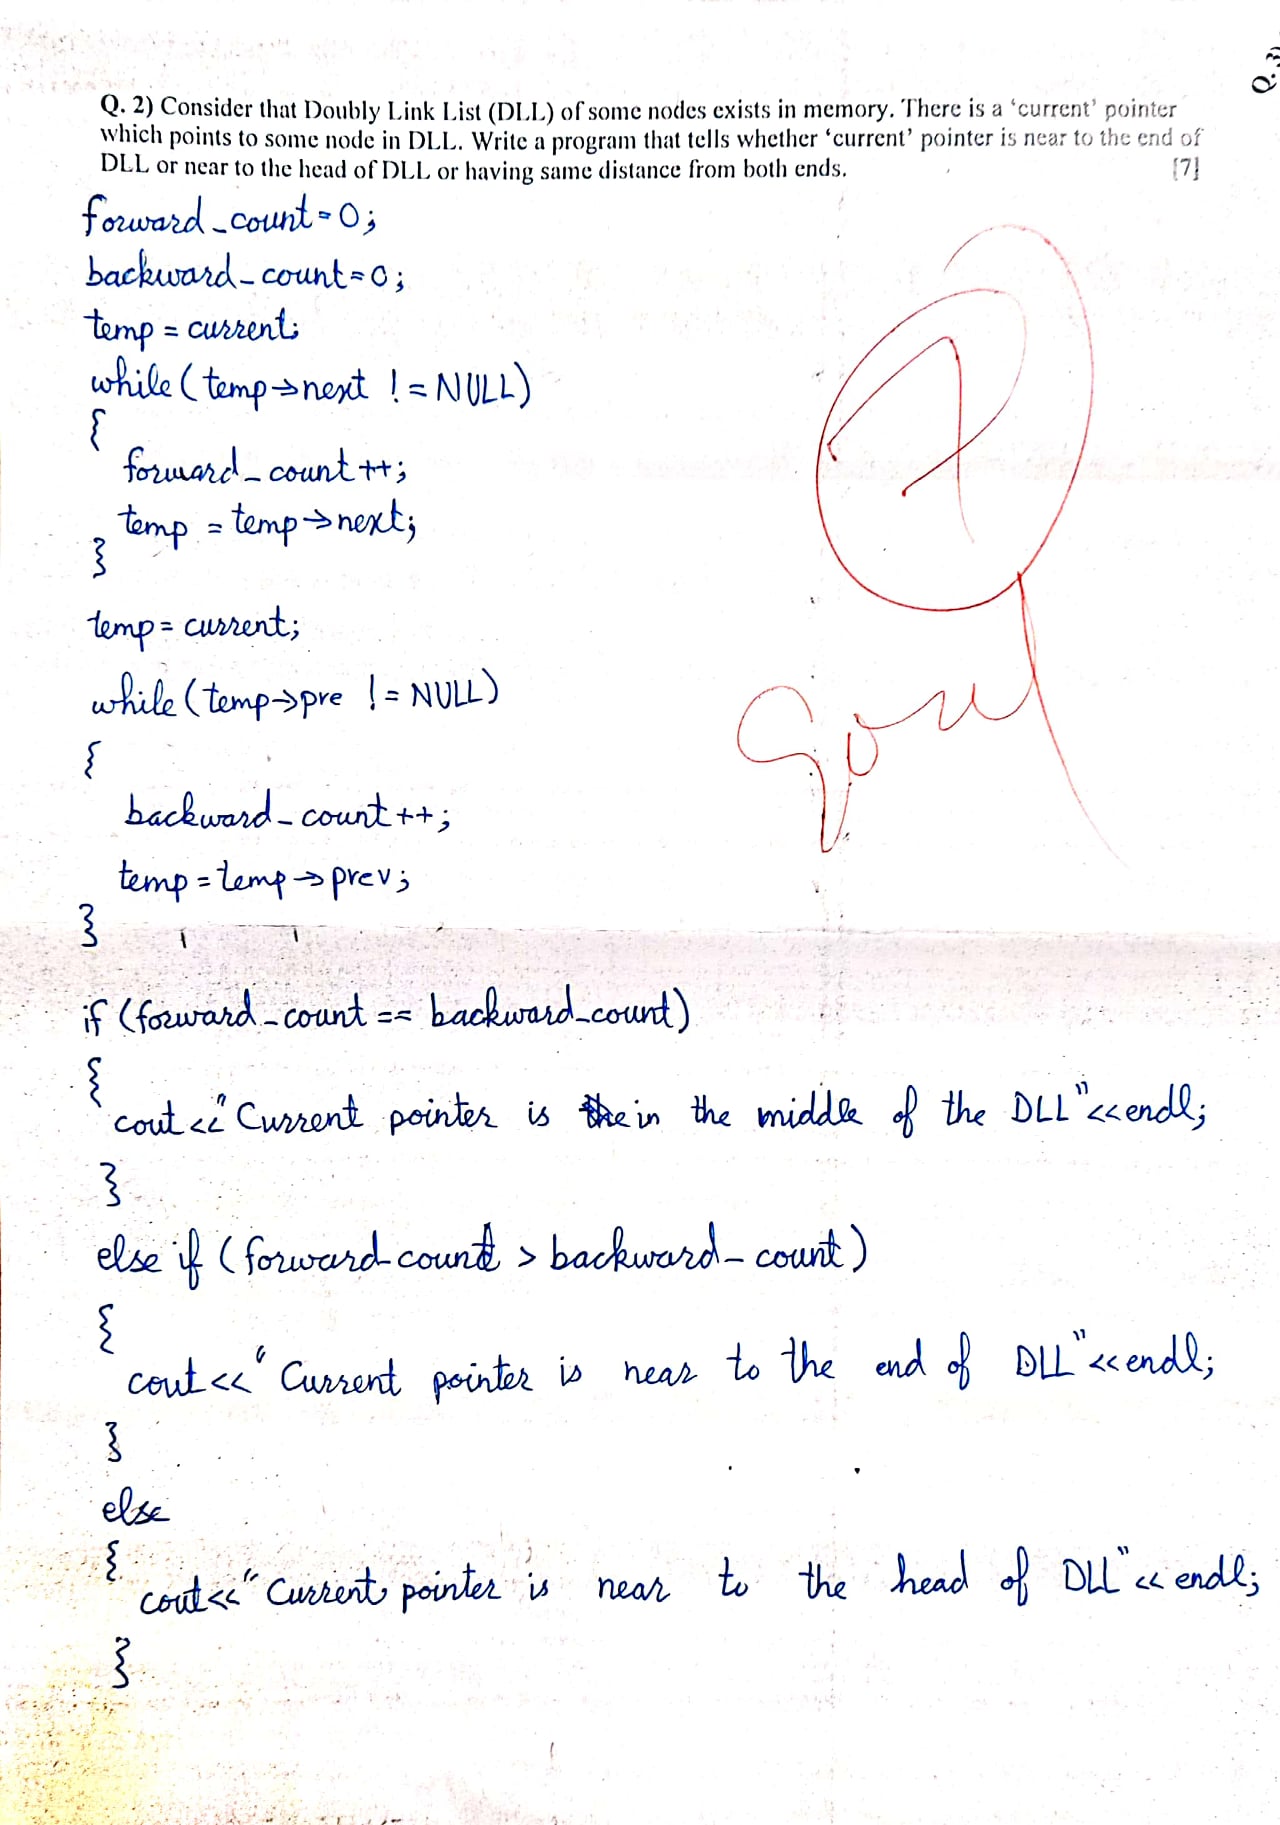 Q.3
Q. 2) Consider that Doubly Link List (DLL) of some nodes exists in memory. There is a ‘current’ pointer
which points to some node in DLL. Write a program that tells whether ‘current’ pointer is near to the end of
DLL or near to the head of DLL or having same distance from both ends. [7]
forward_count=0;
backward_count=0;
temp = current;
while(temp→next != NULL)
{
forward_count++;
temp = temp→next;
}
temp = current;
while(temp→pre != NULL)
{
backward_count++;
temp = temp→prev;
}
if (forward_count == backward_count)
{
cout<<"Current pointer is in the middle of the DLL"<<endl;
}
else if (forward_count > backward_count)
{
cout<<"Current pointer is near to the end of DLL"<<endl;
}
else
{
cout<<"Current pointer is near to the head of DLL"<<endl;
}
7